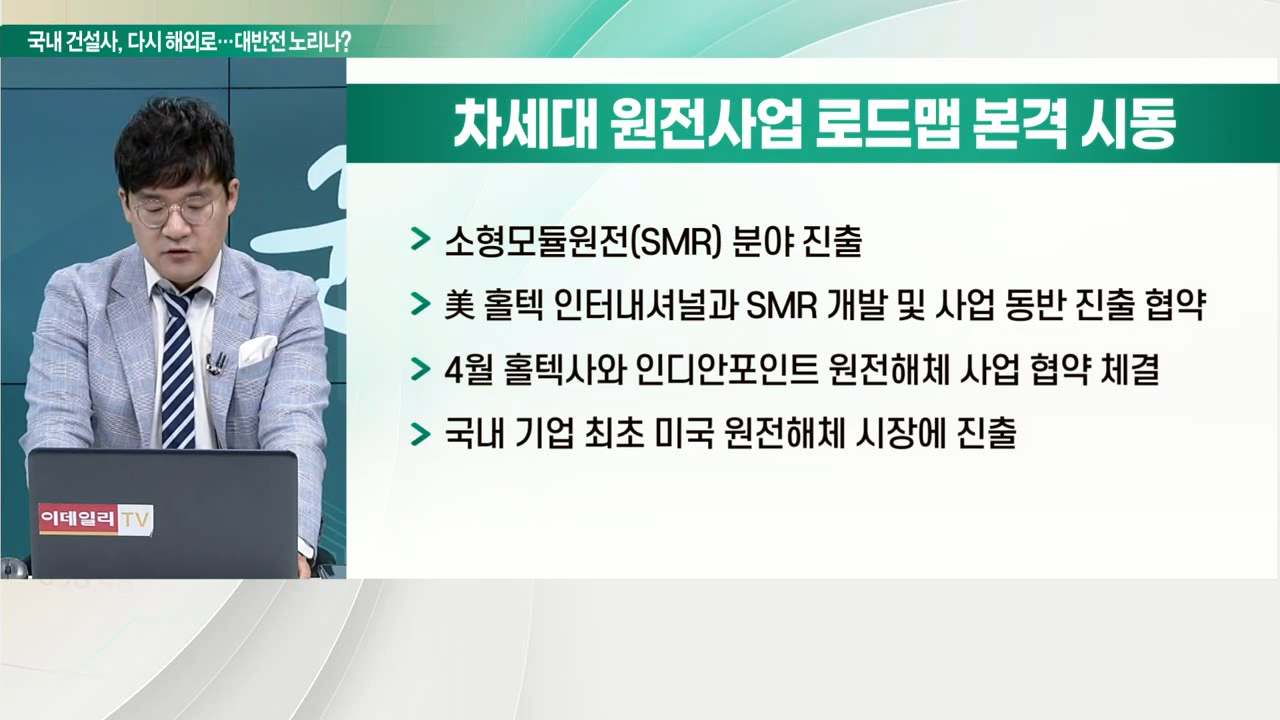 국내 건설사, 다시 해외로…대반전 노리나?
차세대 원전사업 로드맵 본격 시동
> 소형모듈원전(SMR) 분야 진출
> 美 홀텍 인터내셔널과 SMR 개발 및 사업 동반 진출 협약
> 4월 홀텍사와 인디안포인트 원전해체 사업 협약 체결
> 국내 기업 최초 미국 원전해체 시장에 진출
이데일리 TV